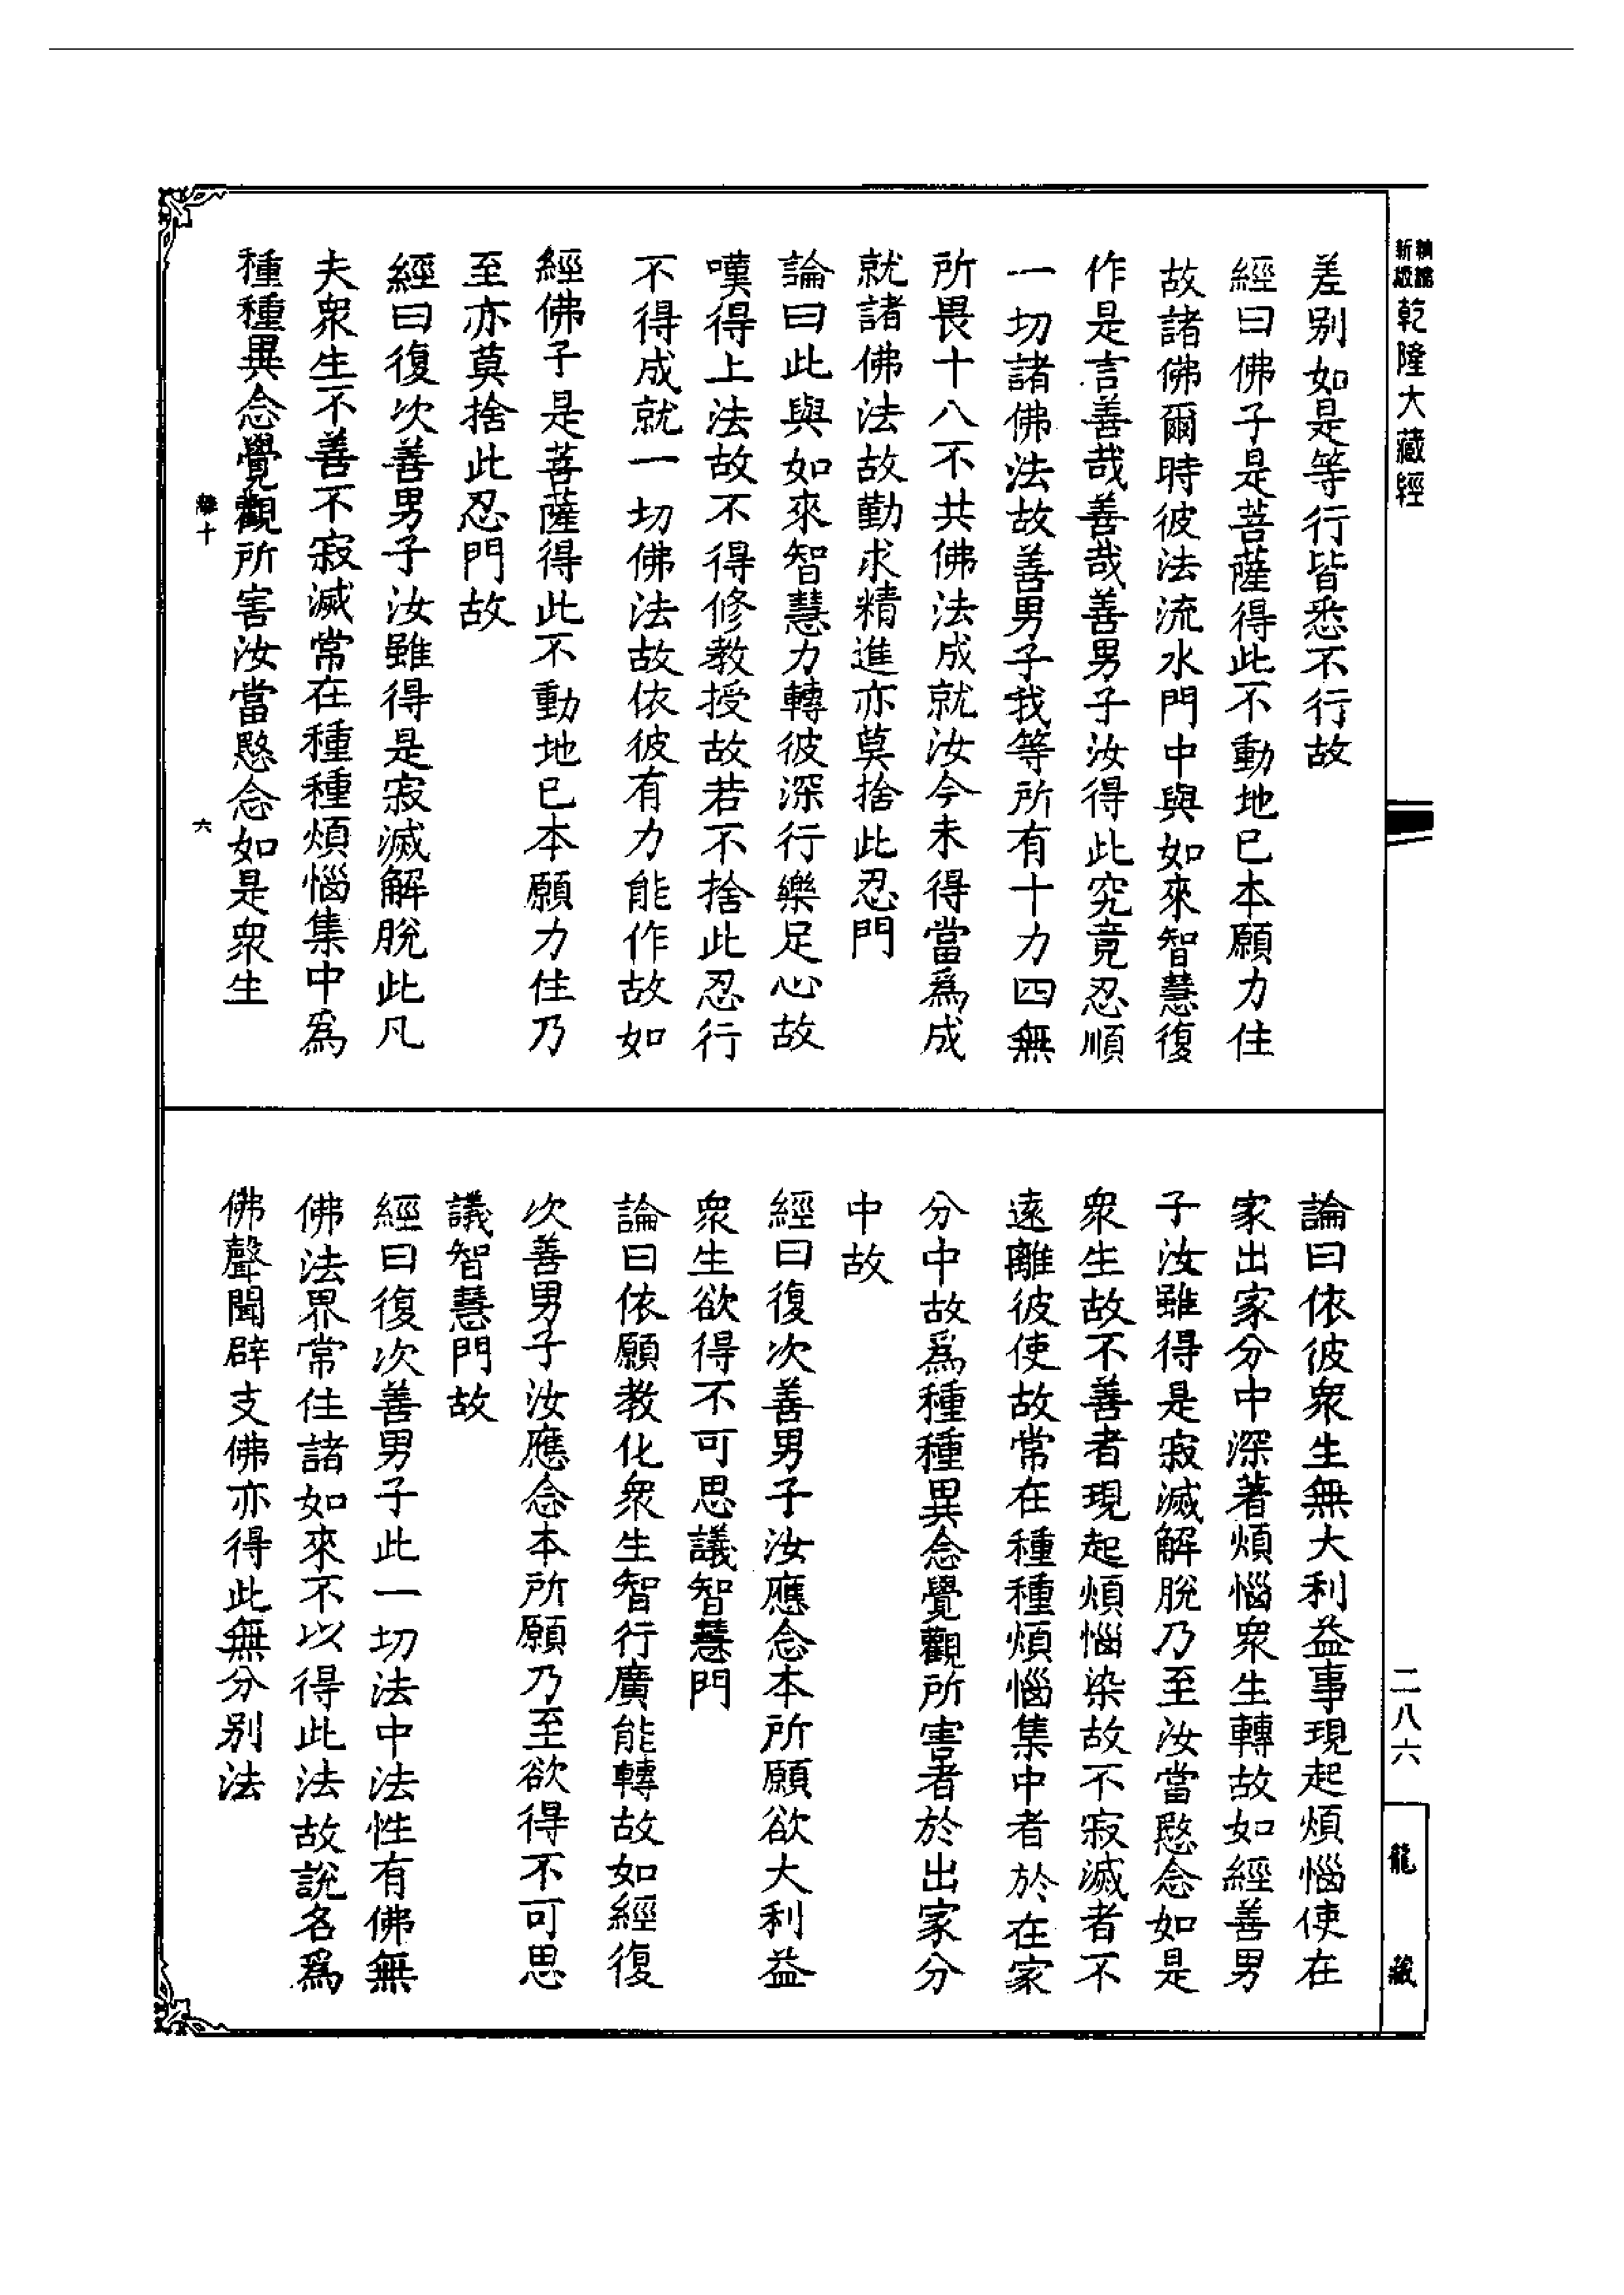 新編縮版乾隆大藏經
差別如是等行皆悉不行故
經曰佛子是菩薩得此不動地已本願力住
故諸佛爾時彼法流水門中與如來智慧復
作是言善哉善哉善男子汝得此究竟忍順
一切諸佛法故善男子我等所有十力四無
所畏十八不共佛法成就汝今未得當爲成
就諸佛法故勤求精進亦莫捨此忍門
論曰此與如來智慧力轉彼深行樂足心故
嘆得上法故不得修教授故若不捨此忍行
不得成就一切佛法故依彼有力能作故如
經佛子是菩薩得此不動地已本願力住乃
至亦莫捨此忍門故
經曰復次善男子汝雖得是寂滅解脫此凡
夫衆生不善不寂滅常在種種煩惱集中爲
種種異念覺觀所害汝當愍念如是衆生
六
論曰依彼衆生無大利益事現起煩惱使在
家出家分中深著煩惱衆生轉故如經善男
子汝雖得是寂滅解脫乃至汝當愍念如是
衆生故不善者現起煩惱染故不寂滅者不
遠離彼使故常在種種煩惱集中者於在家
分中故爲種種異念覺觀所害者於出家分
中故
經曰復次善男子汝應念本所願欲大利益
衆生欲得不可思議智慧門
論曰依願教化衆生智行廣能轉故如經復
次善男子汝應念本所願乃至欲得不可思
議智慧門故
經曰復次善男子此一切法中法性有佛無
佛法界常住諸如來不以得此法故說名爲
佛聲聞辟支佛亦得此無分別法
二八六
龍藏